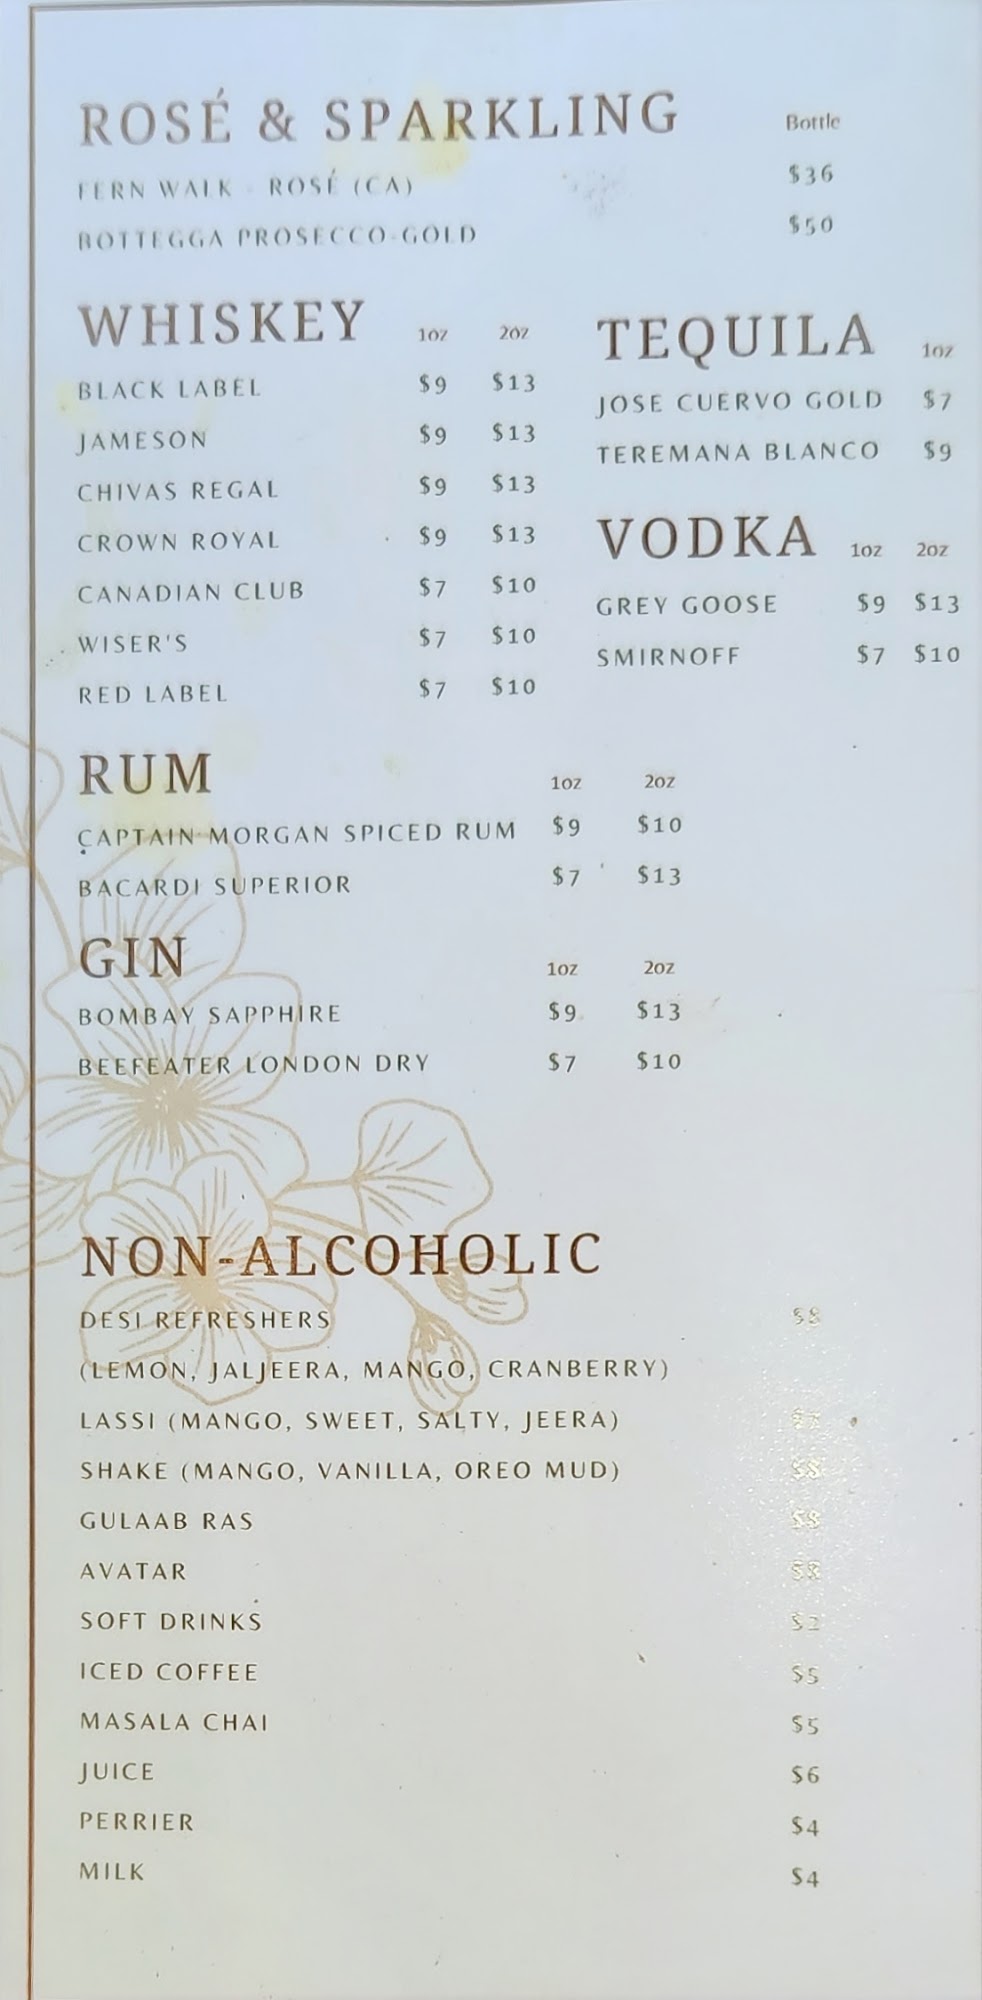 ROSÉ & SPARKLING Bottle
FERN WALK - ROSÉ (CA) $36
BOTTEGGA PROSECCO-GOLD $50
WHISKEY 1oz 2oz
BLACK LABEL $9 $13
JAMESON $9 $13
CHIVAS REGAL $9 $13
CROWN ROYAL $9 $13
CANADIAN CLUB $7 $10
WISER'S $7 $10
RED LABEL $7 $10
TEQUILA 1oz
JOSE CUERVO GOLD $7
TEREMANA BLANCO $9
VODKA 1oz 2oz
GREY GOOSE $9 $13
SMIRNOFF $7 $10
RUM 1oz 2oz
CAPTAIN MORGAN SPICED RUM $9 $10
BACARDI SUPERIOR $7 $13
GIN 1oz 2oz
BOMBAY SAPPHIRE $9 $13
BEEFEATER LONDON DRY $7 $10
NON-ALCOHOLIC
DESI REFRESHERS $8
(LEMON, JALJEERA, MANGO, CRANBERRY)
LASSI (MANGO, SWEET, SALTY, JEERA)
SHAKE (MANGO, VANILLA, OREO MUD) $8
GULAAB RAS $8
AVATAR $8
SOFT DRINKS $2
ICED COFFEE $5
MASALA CHAI $5
JUICE $6
PERRIER $4
MILK $4